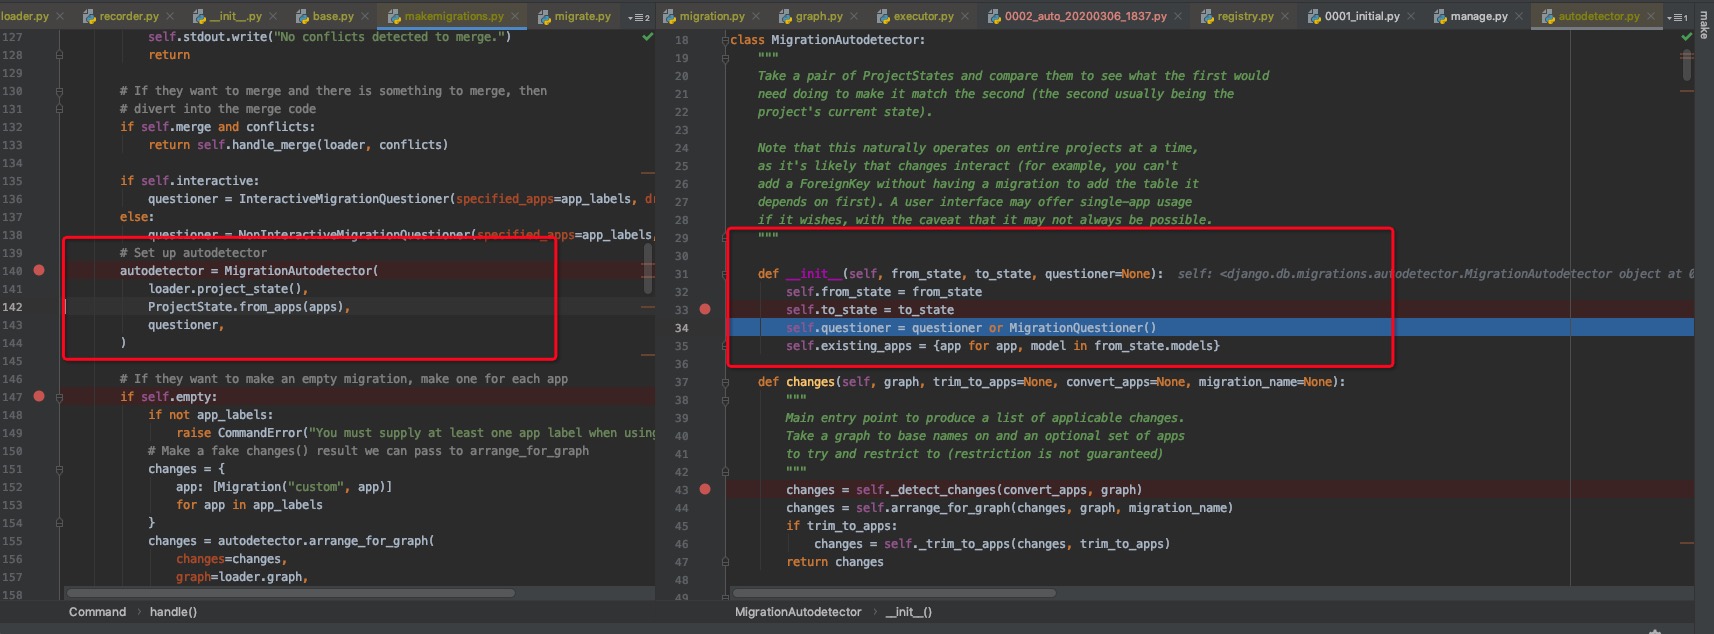 loader.py recorder.py __init__.py base.py makemigrations.py migrate.py 2 migration.py graph.py executor.py 0002_auto_20200306_1837.py registry.py 0001_initial.py manage.py autodetector.py 1
make
127 self.stdout.write("No conflicts detected to merge.")
128 return
129
130 # If they want to merge and there is something to merge, then
131 # divert into the merge code
132 if self.merge and conflicts:
133 return self.handle_merge(loader, conflicts)
134
135 if self.interactive:
136 questioner = InteractiveMigrationQuestioner(specified_apps=app_labels,
137 else:
138 questioner = NonInteractiveMigrationQuestioner(specified_apps=app_labels,
139 # Set up autodetector
140 autodetector = MigrationAutodetector(
141 loader.project_state(),
142 ProjectState.from_apps(apps),
143 questioner,
144 )
145
146 # If they want to make an empty migration, make one for each app
147 if self.empty:
148 if not app_labels:
149 raise CommandError("You must supply at least one app label when using
150 # Make a fake changes() result we can pass to arrange_for_graph
151 changes = {
152 app: [Migration("custom", app)]
153 for app in app_labels
154 }
155 changes = autodetector.arrange_for_graph(
156 changes=changes,
157 graph=loader.graph,
158
Command › handle()
18 class MigrationAutodetector:
19 """
20 Take a pair of ProjectStates and compare them to see what the first would
21 need doing to make it match the second (the second usually being the
22 project's current state).
23
24 Note that this naturally operates on entire projects at a time,
25 as it's likely that changes interact (for example, you can't
26 add a ForeignKey without having a migration to add the table it
27 depends on first). A user interface may offer single-app usage
28 if it wishes, with the caveat that it may not always be possible.
29 """
30
31 def __init__(self, from_state, to_state, questioner=None): self: <django.db.migrations.autodetector.MigrationAutodetector object at 0
32 self.from_state = from_state
33 self.to_state = to_state
34 self.questioner = questioner or MigrationQuestioner()
35 self.existing_apps = {app for app, model in from_state.models}
36
37 def changes(self, graph, trim_to_apps=None, convert_apps=None, migration_name=None):
38 """
39 Main entry point to produce a list of applicable changes.
40 Take a graph to base names on and an optional set of apps
41 to try and restrict to (restriction is not guaranteed)
42 """
43 changes = self._detect_changes(convert_apps, graph)
44 changes = self.arrange_for_graph(changes, graph, migration_name)
45 if trim_to_apps:
46 changes = self._trim_to_apps(changes, trim_to_apps)
47 return changes
48
49
MigrationAutodetector › __init__()